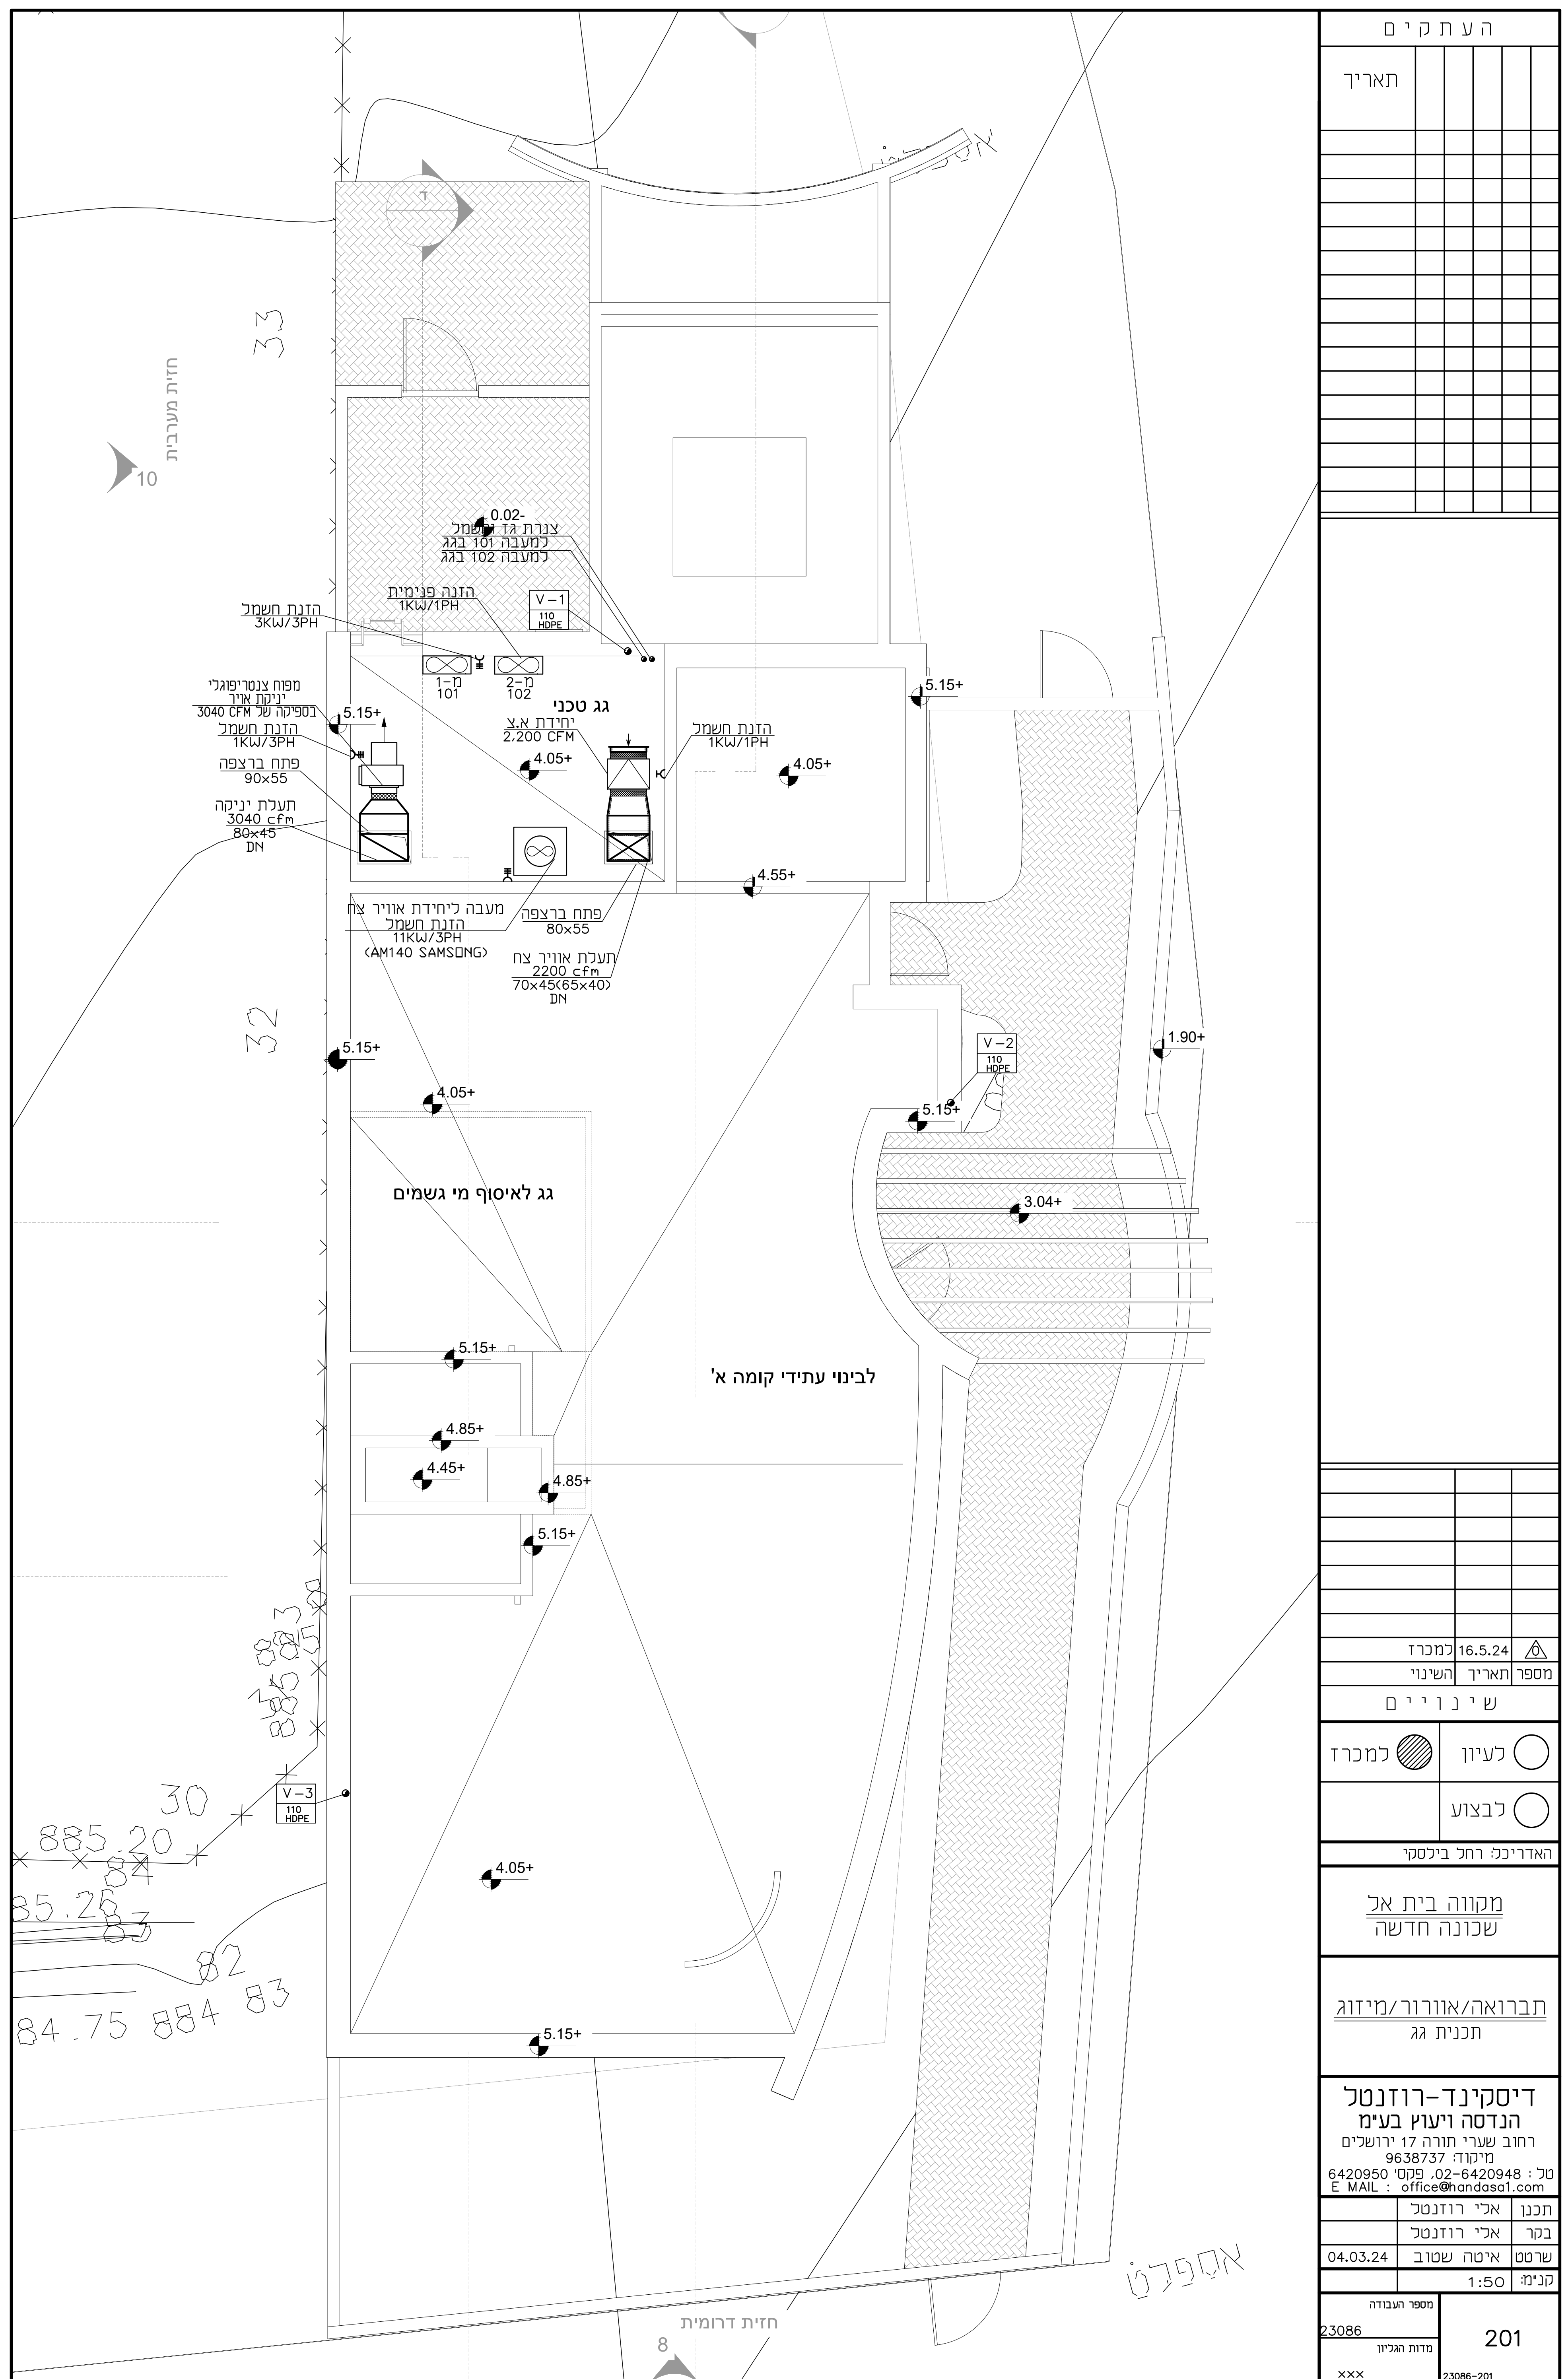 העתקים
תאריך
אספלט
ד
33
חזית מערבית
10
0.02-
צנרת גז וחשמל
למעבה 101 בגג
למעבה 102 בגג
הזנה פנימית
1KW/1PH
V-1
110
HDPE
הזנת חשמל
3KW/3PH
מ-1
101
מ-2
102
גג טכני
יחידת א.צ
2,200 CFM
מפוח צנטריפוגלי
יניקת אויר
בספיקה של 3040 CFM
5.15+
5.15+
הזנת חשמל
1KW/3PH
הזנת חשמל
1KW/1PH
פתח ברצפה
90x55
4.05+
4.05+
תעלת יניקה
3040 cfm
80x45
DN
4.55+
מעבה ליחידת אוויר צח
הזנת חשמל
11KW/3PH
(AM140 SAMSUNG)
פתח ברצפה
80x55
תעלת אוויר צח
2200 cfm
70x45(65x40)
DN
32
5.15+
V-2
110
HDPE
1.90+
4.05+
5.15+
גג לאיסוף מי גשמים
3.04+
5.15+
לבינוי עתידי קומה א'
4.85+
4.45+
4.85+
5.15+
V-3
110
HDPE
30
885.20
84
85.26
83
82
84.75
884
83
4.05+
5.15+
אספלט
חזית דרומית
8
0
16.5.24
למכרז
מספר
תאריך
השינוי
שינויים
לעיון
למכרז
לבצוע
האדריכל: רחל בילסקי
מקווה בית אל
שכונה חדשה
תברואה/אוורור/מיזוג
תכנית גג
דיסקינד-רוזנטל
הנדסה ויעוץ בע"מ
רחוב שערי תורה 17 ירושלים
מיקוד: 9638737
טל : 02-6420948, פקס' 6420950
E MAIL : office@handasa1.com
תכנן אלי רוזנטל
בקר אלי רוזנטל
שרטט איטה שטוב 04.03.24
קנ"מ: 1:50
מספר העבודה
23086
201
מדות הגליון
xxx
23086-201